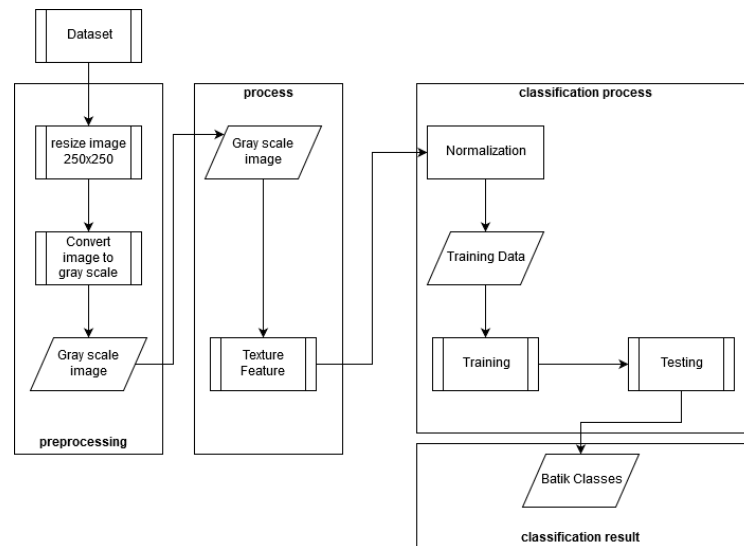 Dataset
resize image
250x250
Convert
image to
gray scale
Gray scale
image
preprocessing
process
Gray scale
image
Texture
Feature
classification process
Normalization
Training Data
Training
Testing
Batik Classes
classification result